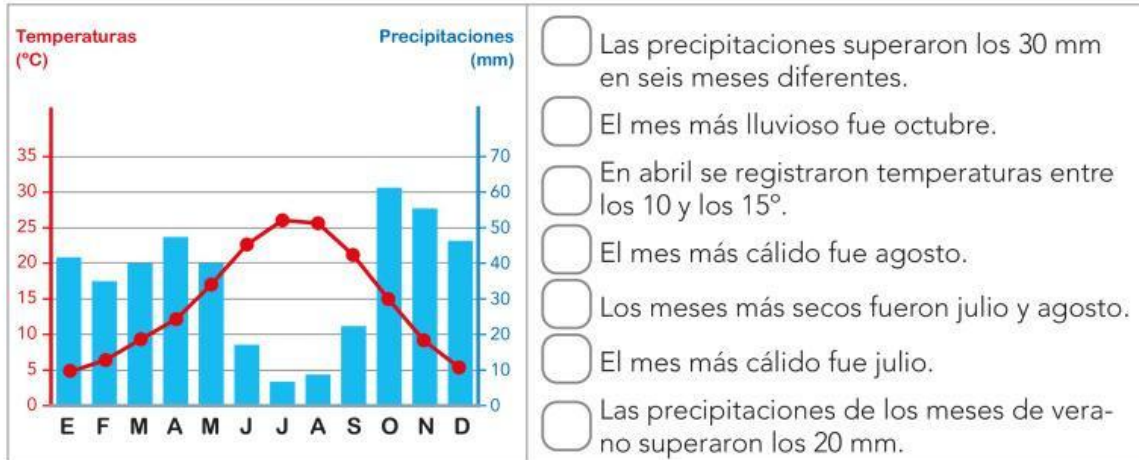 Temperaturas
(ºC)
Precipitaciones
(mm)
35
30
25
20
15
10
5
0
70
60
50
40
30
20
10
0
E F M A M J J A S O N D
Las precipitaciones superaron los 30 mm
en seis meses diferentes.
El mes más lluvioso fue octubre.
En abril se registraron temperaturas entre
los 10 y los 15º.
El mes más cálido fue agosto.
Los meses más secos fueron julio y agosto.
El mes más cálido fue julio.
Las precipitaciones de los meses de vera-
no superaron los 20 mm.